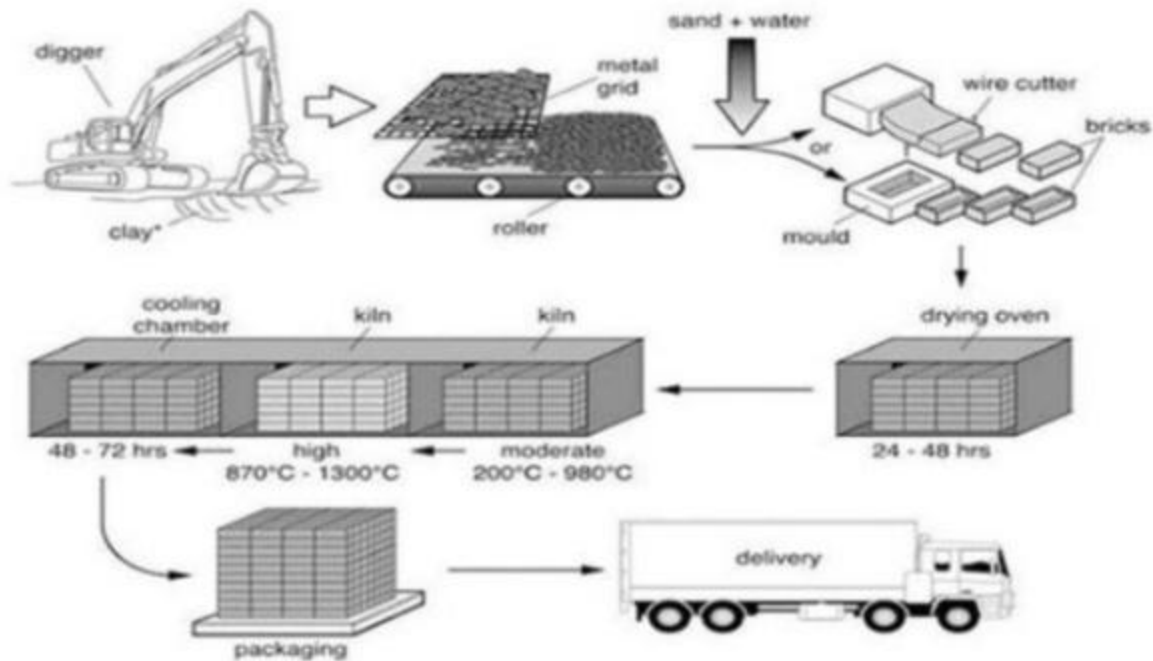 sand + water
digger
metal
grid
wire cutter
bricks
or
clay*
roller
mould
cooling
chamber
kiln
kiln
drying oven
48 - 72 hrs
high
870°C - 1300°C
moderate
200°C - 980°C
24 - 48 hrs
delivery
packaging